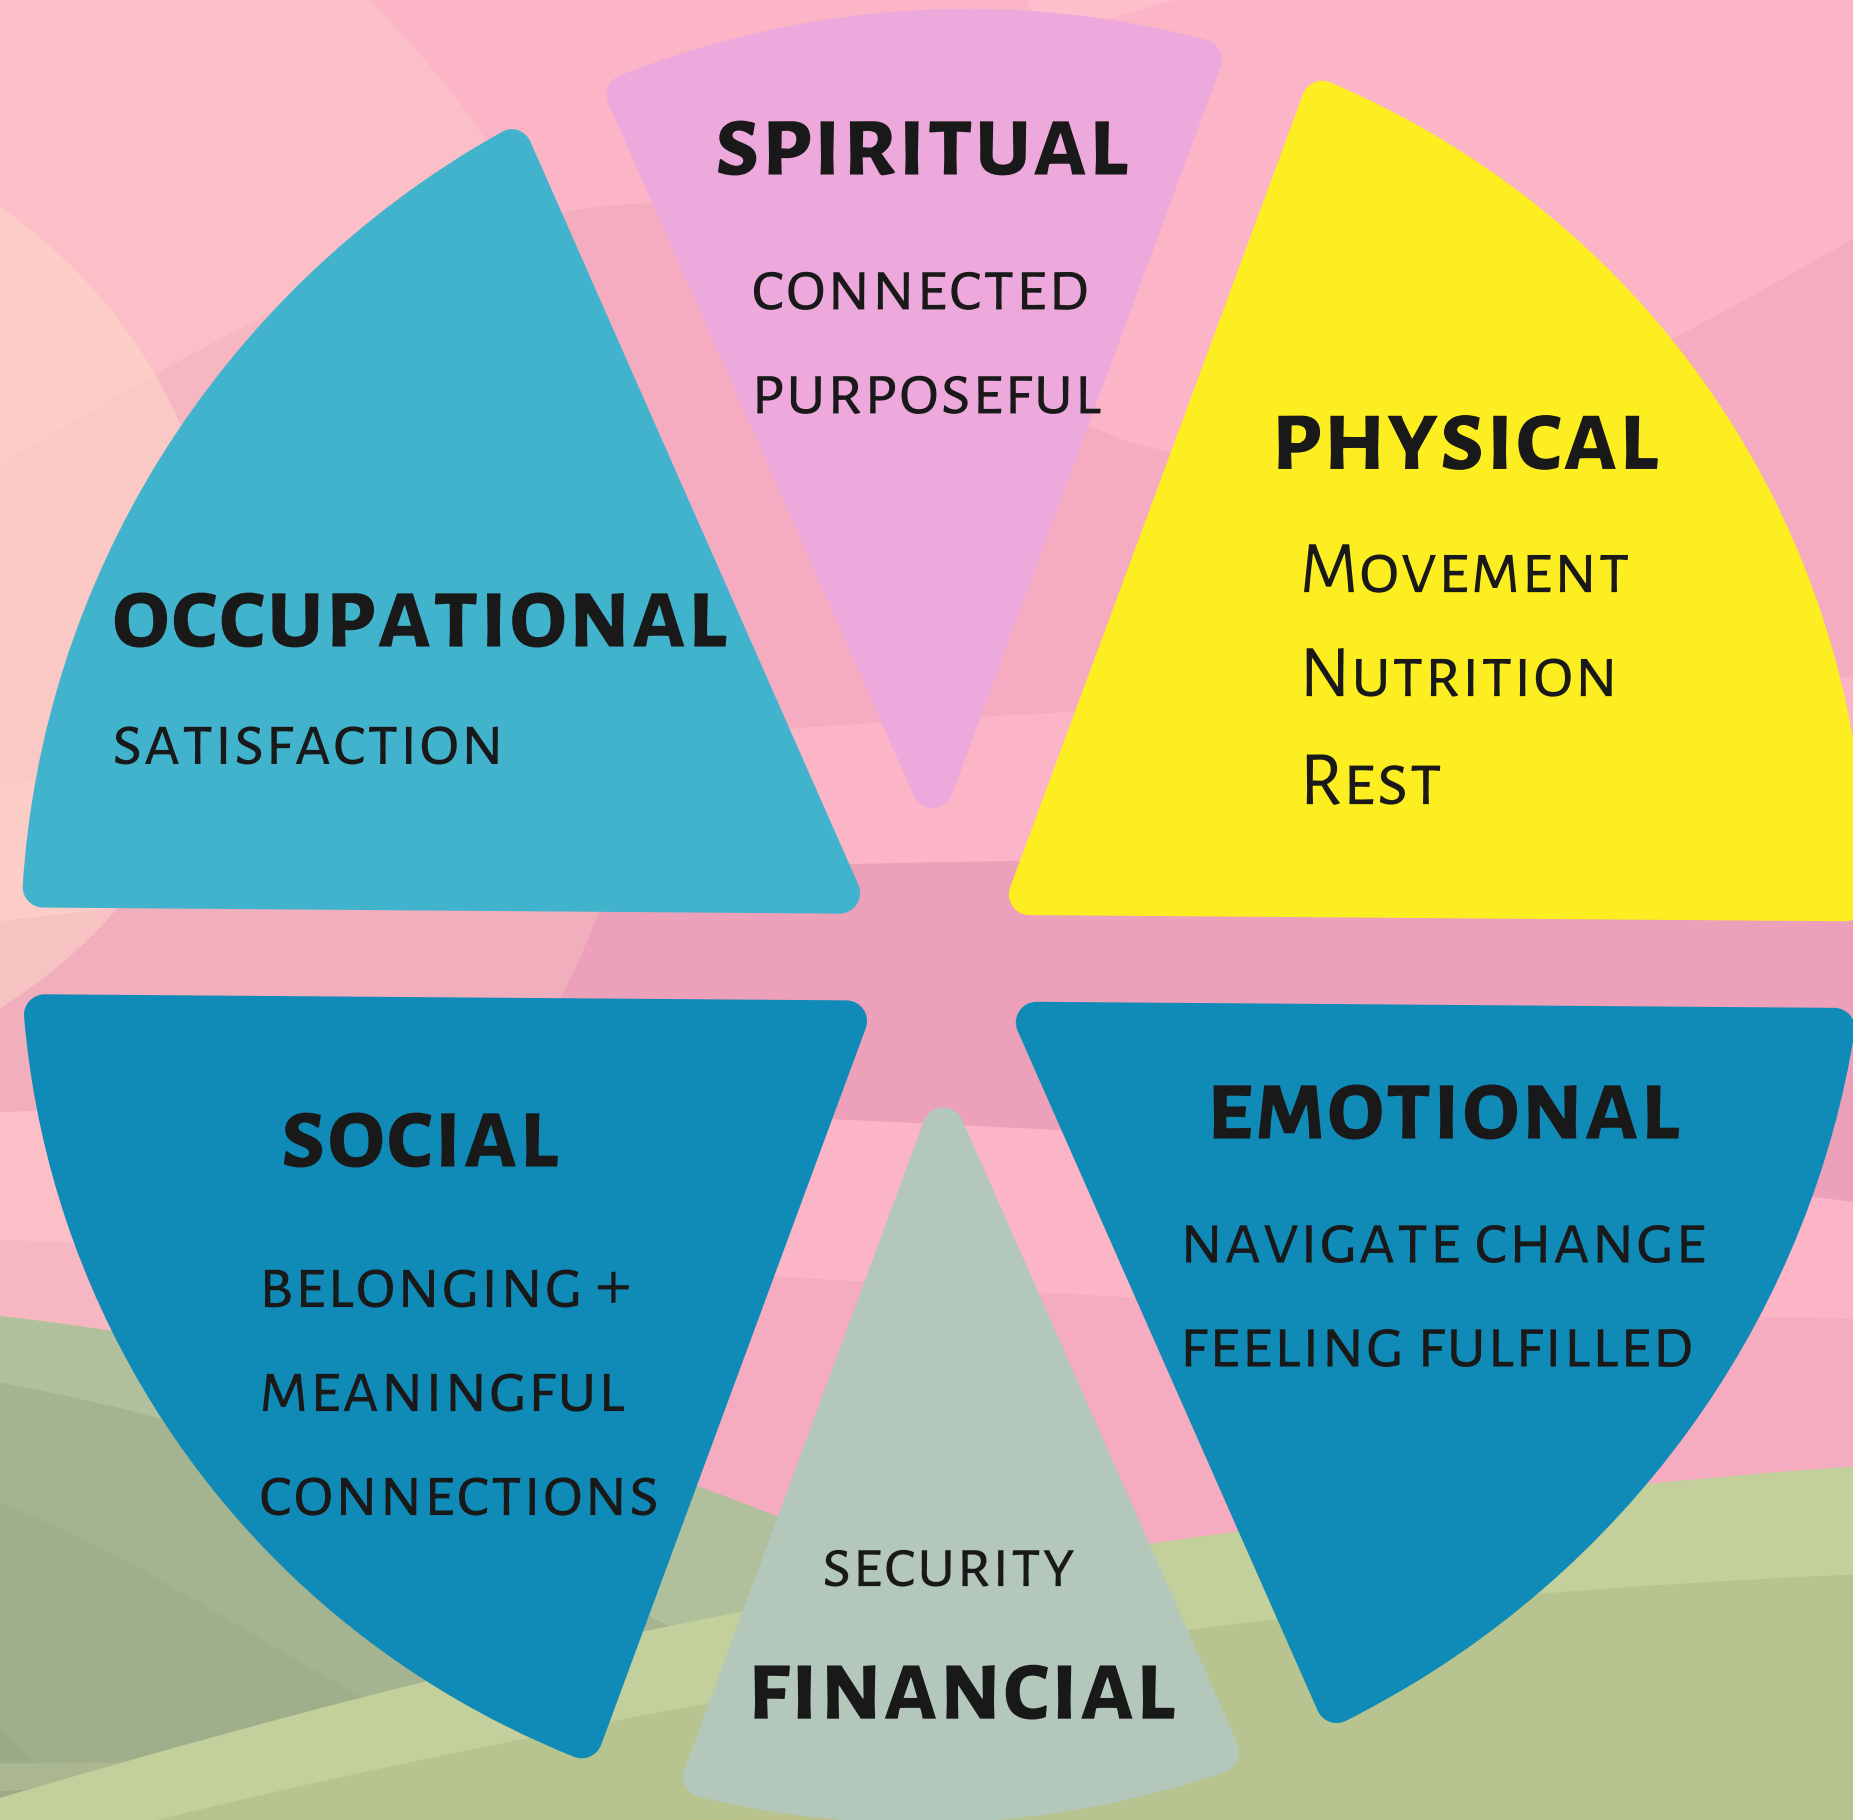 SPIRITUAL
CONNECTED
PURPOSEFUL
PHYSICAL
MOVEMENT
NUTRITION
REST
OCCUPATIONAL
SATISFACTION
SOCIAL
BELONGING +
MEANINGFUL
CONNECTIONS
EMOTIONAL
NAVIGATE CHANGE
FEELING FULFILLED
SECURITY
FINANCIAL